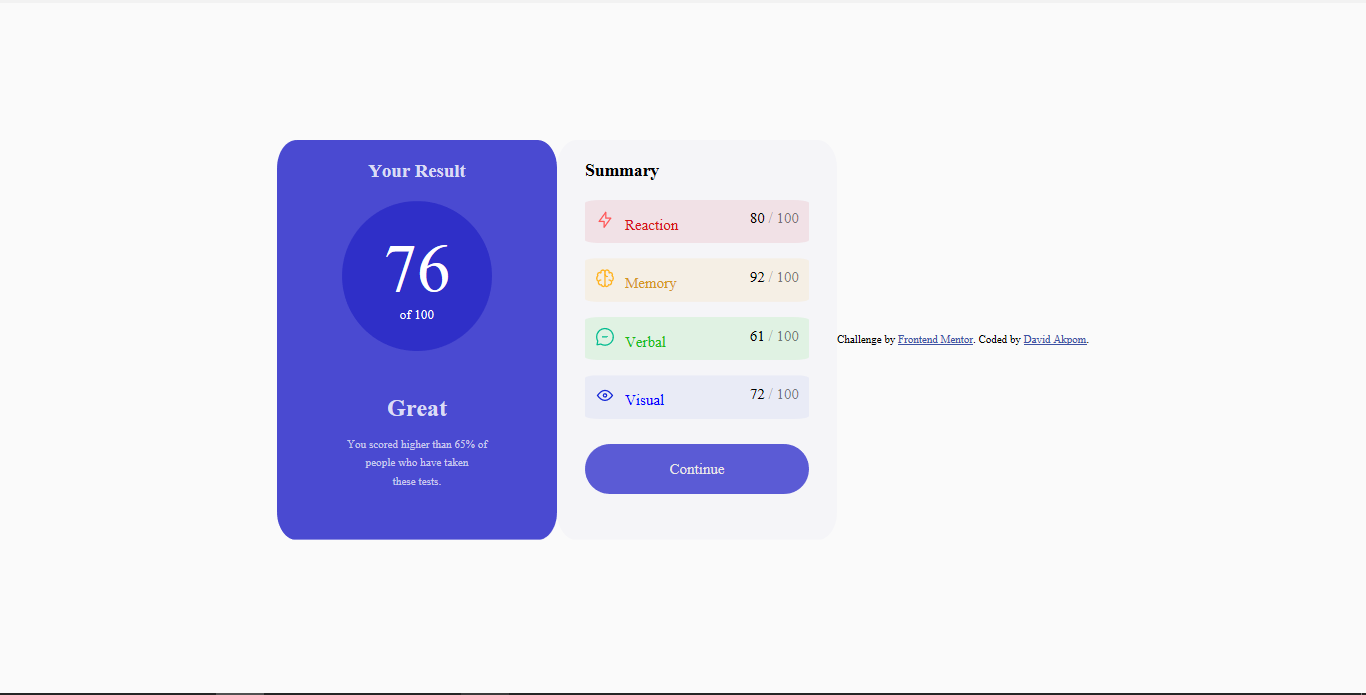 Your Result
76
of 100
Great
You scored higher than 65% of
people who have taken
these tests.
Summary
Reaction 80 / 100
Memory 92 / 100
Verbal 61 / 100
Visual 72 / 100
Continue
Challenge by Frontend Mentor. Coded by David Akpom.